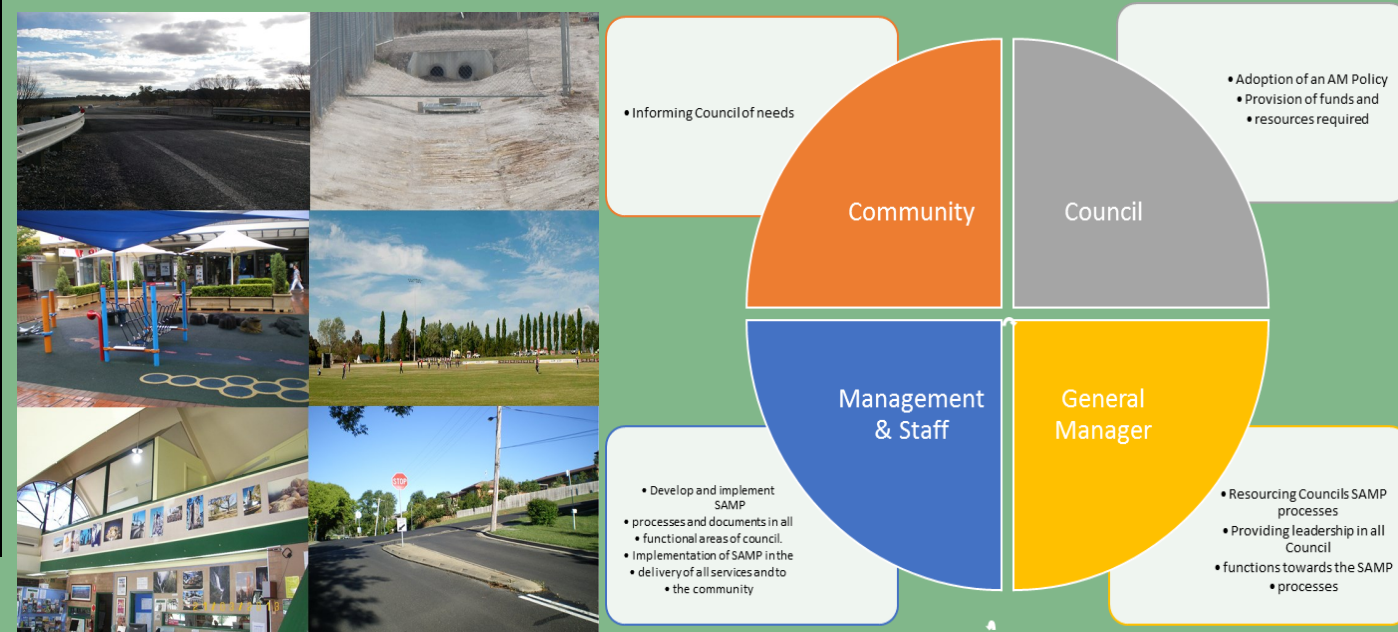 • Informing Council of needs
• Adoption of an AM Policy
• Provision of funds and
• resources required
Community
Council
Management
& Staff
General
Manager
• Develop and implement
SAMP
• processes and documents in all
• functional areas of council.
• Implementation of SAMP in the
• delivery of all services and to
• the community
• Resourcing Councils SAMP
processes
• Providing leadership in all
Council
• functions towards the SAMP
• processes
STOP